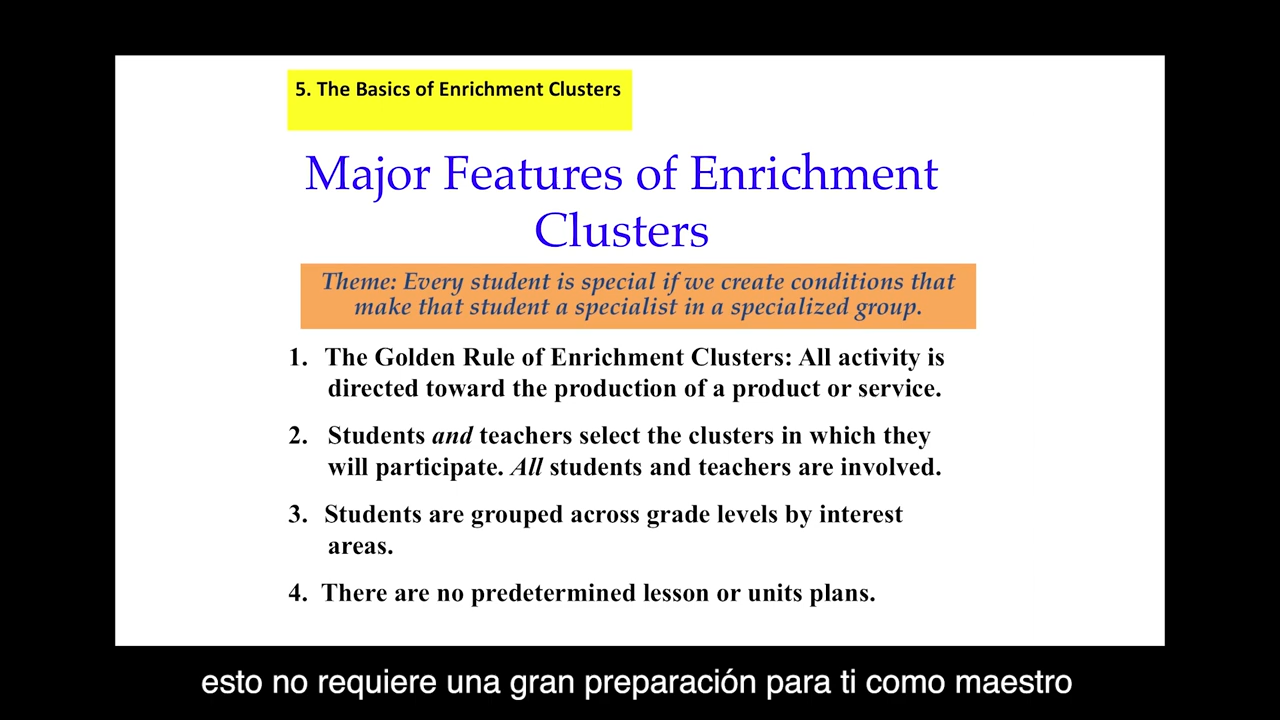 5. The Basics of Enrichment Clusters
Major Features of Enrichment
Clusters
Theme: Every student is special if we create conditions that
make that student a specialist in a specialized group.
1. The Golden Rule of Enrichment Clusters: All activity is
directed toward the production of a product or service.
2. Students and teachers select the clusters in which they
will participate. All students and teachers are involved.
3. Students are grouped across grade levels by interest
areas.
4. There are no predetermined lesson or units plans.
esto no requiere una gran preparación para ti como maestro